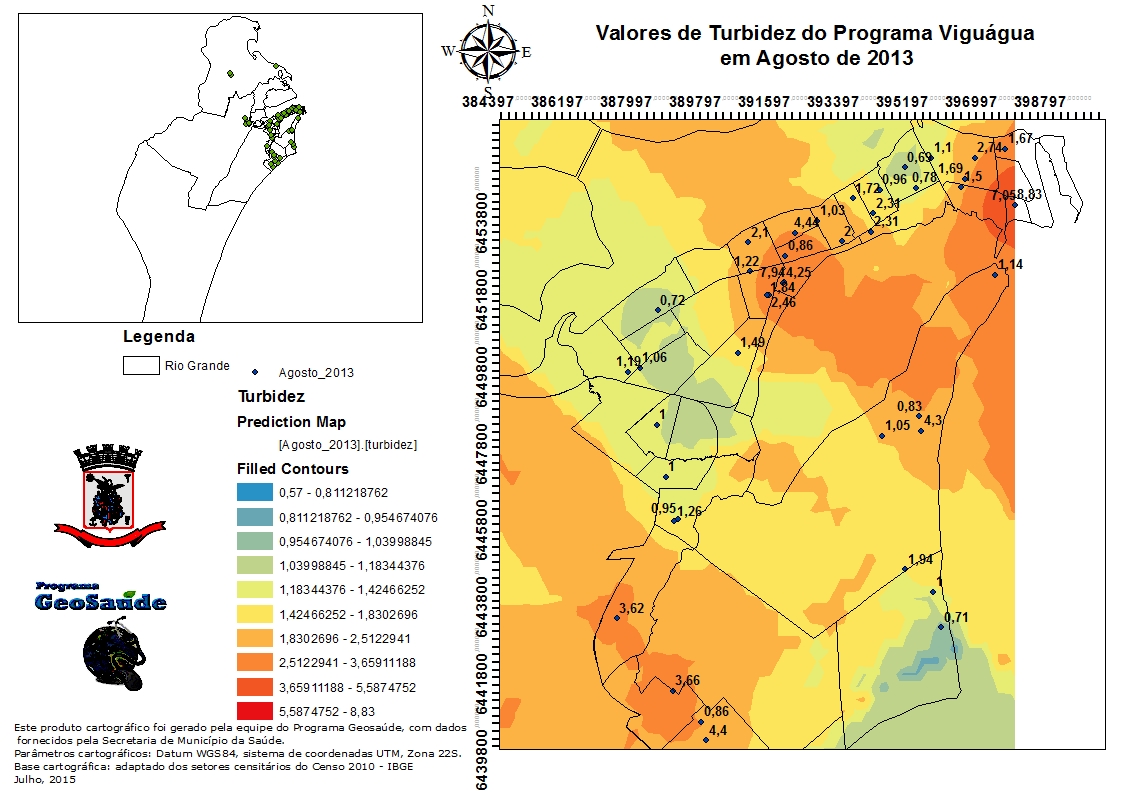 Valores de Turbidez do Programa Viguágua
em Agosto de 2013
N
W
E
S
384397
386197
387997
389797
391597
393397
395197
396997
398797
6453800
6451800
6449800
6447800
6445800
6443800
6441800
6439800
1,67
2,74
1,1
0,69
1,69
1,5
0,96
0,78
1,72
7,05
8,83
2,31
2,31
1,03
4,44
2
2,1
0,86
1,14
1,22
7,94
4,25
1,84
2,46
0,72
1,49
1,19
1,06
0,83
4,3
1,05
1
1
0,95
1,26
1,94
1
0,71
3,62
3,66
0,86
4,4
Legenda
Rio Grande
Agosto_2013
Turbidez
Prediction Map
[Agosto_2013].[turbidez]
Filled Contours
0,57 - 0,811218762
0,811218762 - 0,954674076
0,954674076 - 1,03998845
1,03998845 - 1,18344376
1,18344376 - 1,42466252
1,42466252 - 1,8302696
1,8302696 - 2,5122941
2,5122941 - 3,65911188
3,65911188 - 5,5874752
5,5874752 - 8,83
Programa
GeoSaúde
Este produto cartográfico foi gerado pela equipe do Programa Geosaúde, com dados
fornecidos pela Secretaria de Município da Saúde.
Parâmetros cartográficos: Datum WGS84, sistema de coordenadas UTM, Zona 22S.
Base cartográfica: adaptado dos setores censitários do Censo 2010 - IBGE
Julho, 2015